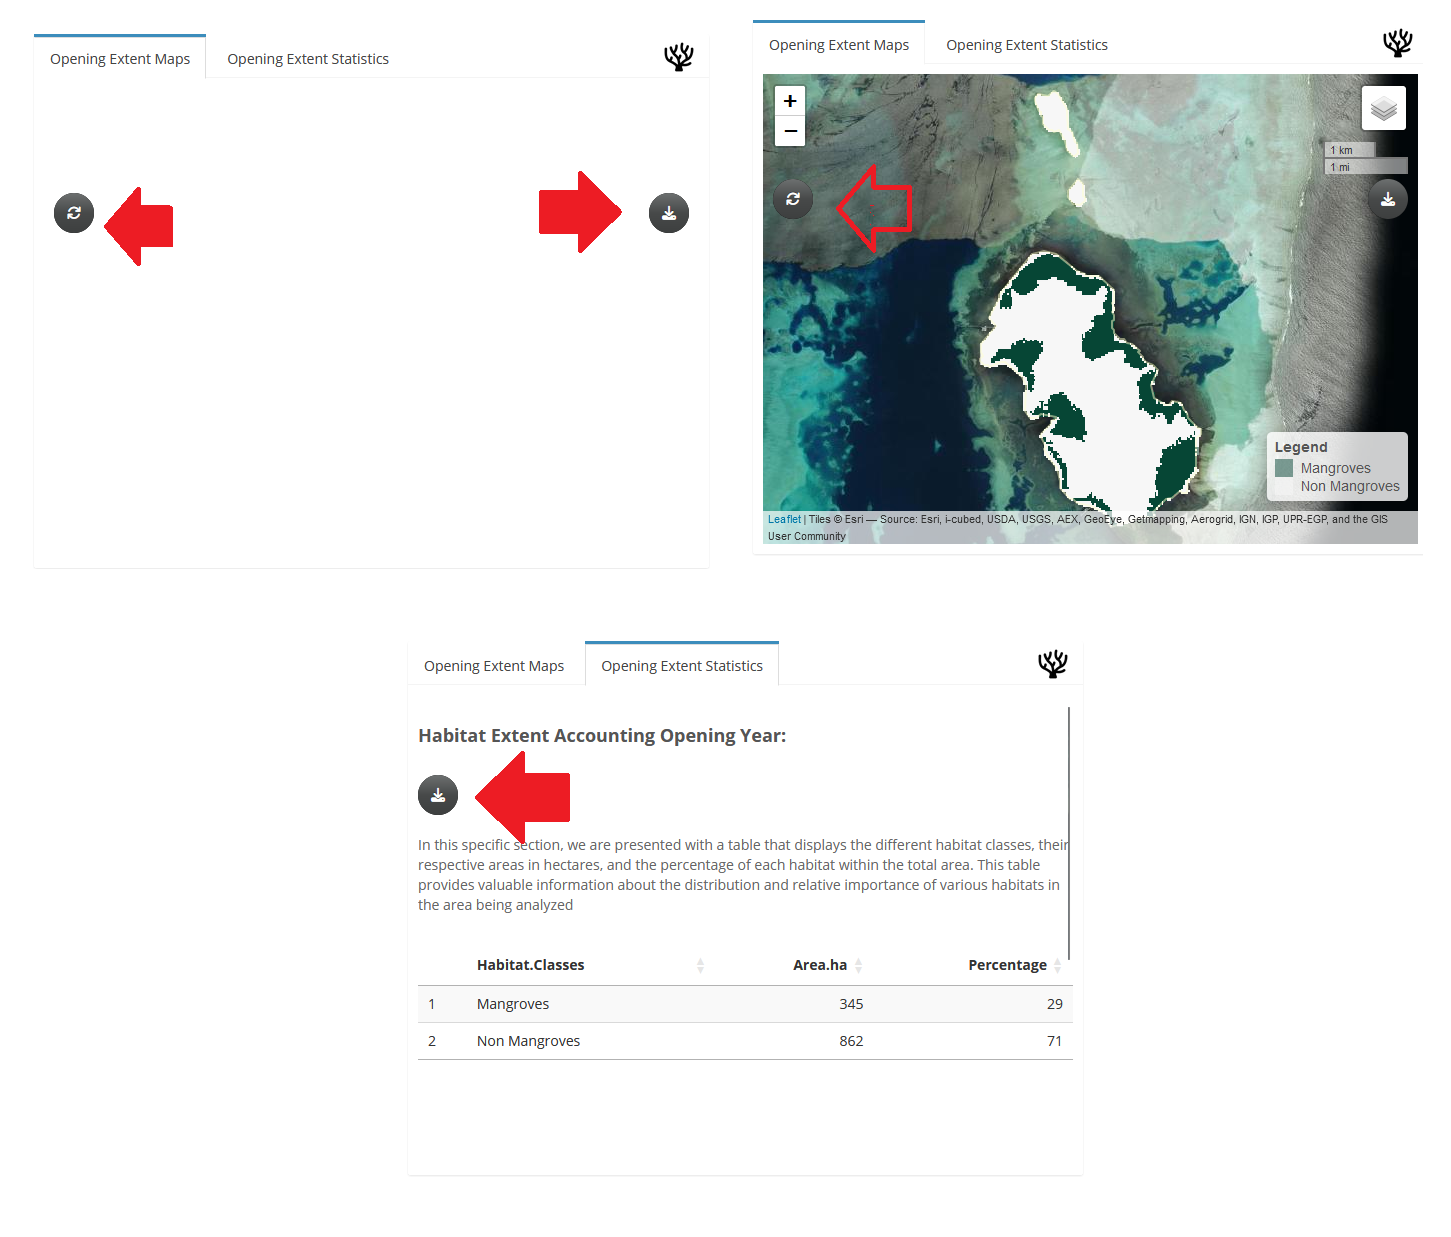 Opening Extent Maps
Opening Extent Statistics
Opening Extent Maps
Opening Extent Statistics
+
−
1 km
1 mi
Legend
Mangroves
Non Mangroves
Leaflet | Tiles © Esri — Source: Esri, i-cubed, USDA, USGS, AEX, GeoEye, Getmapping, Aerogrid, IGN, IGP, UPR-EGP, and the GIS
User Community
Opening Extent Maps
Opening Extent Statistics
Habitat Extent Accounting Opening Year:
In this specific section, we are presented with a table that displays the different habitat classes, their
respective areas in hectares, and the percentage of each habitat within the total area. This table
provides valuable information about the distribution and relative importance of various habitats in
the area being analyzed
Habitat.Classes Area.ha Percentage
1 Mangroves 345 29
2 Non Mangroves 862 71